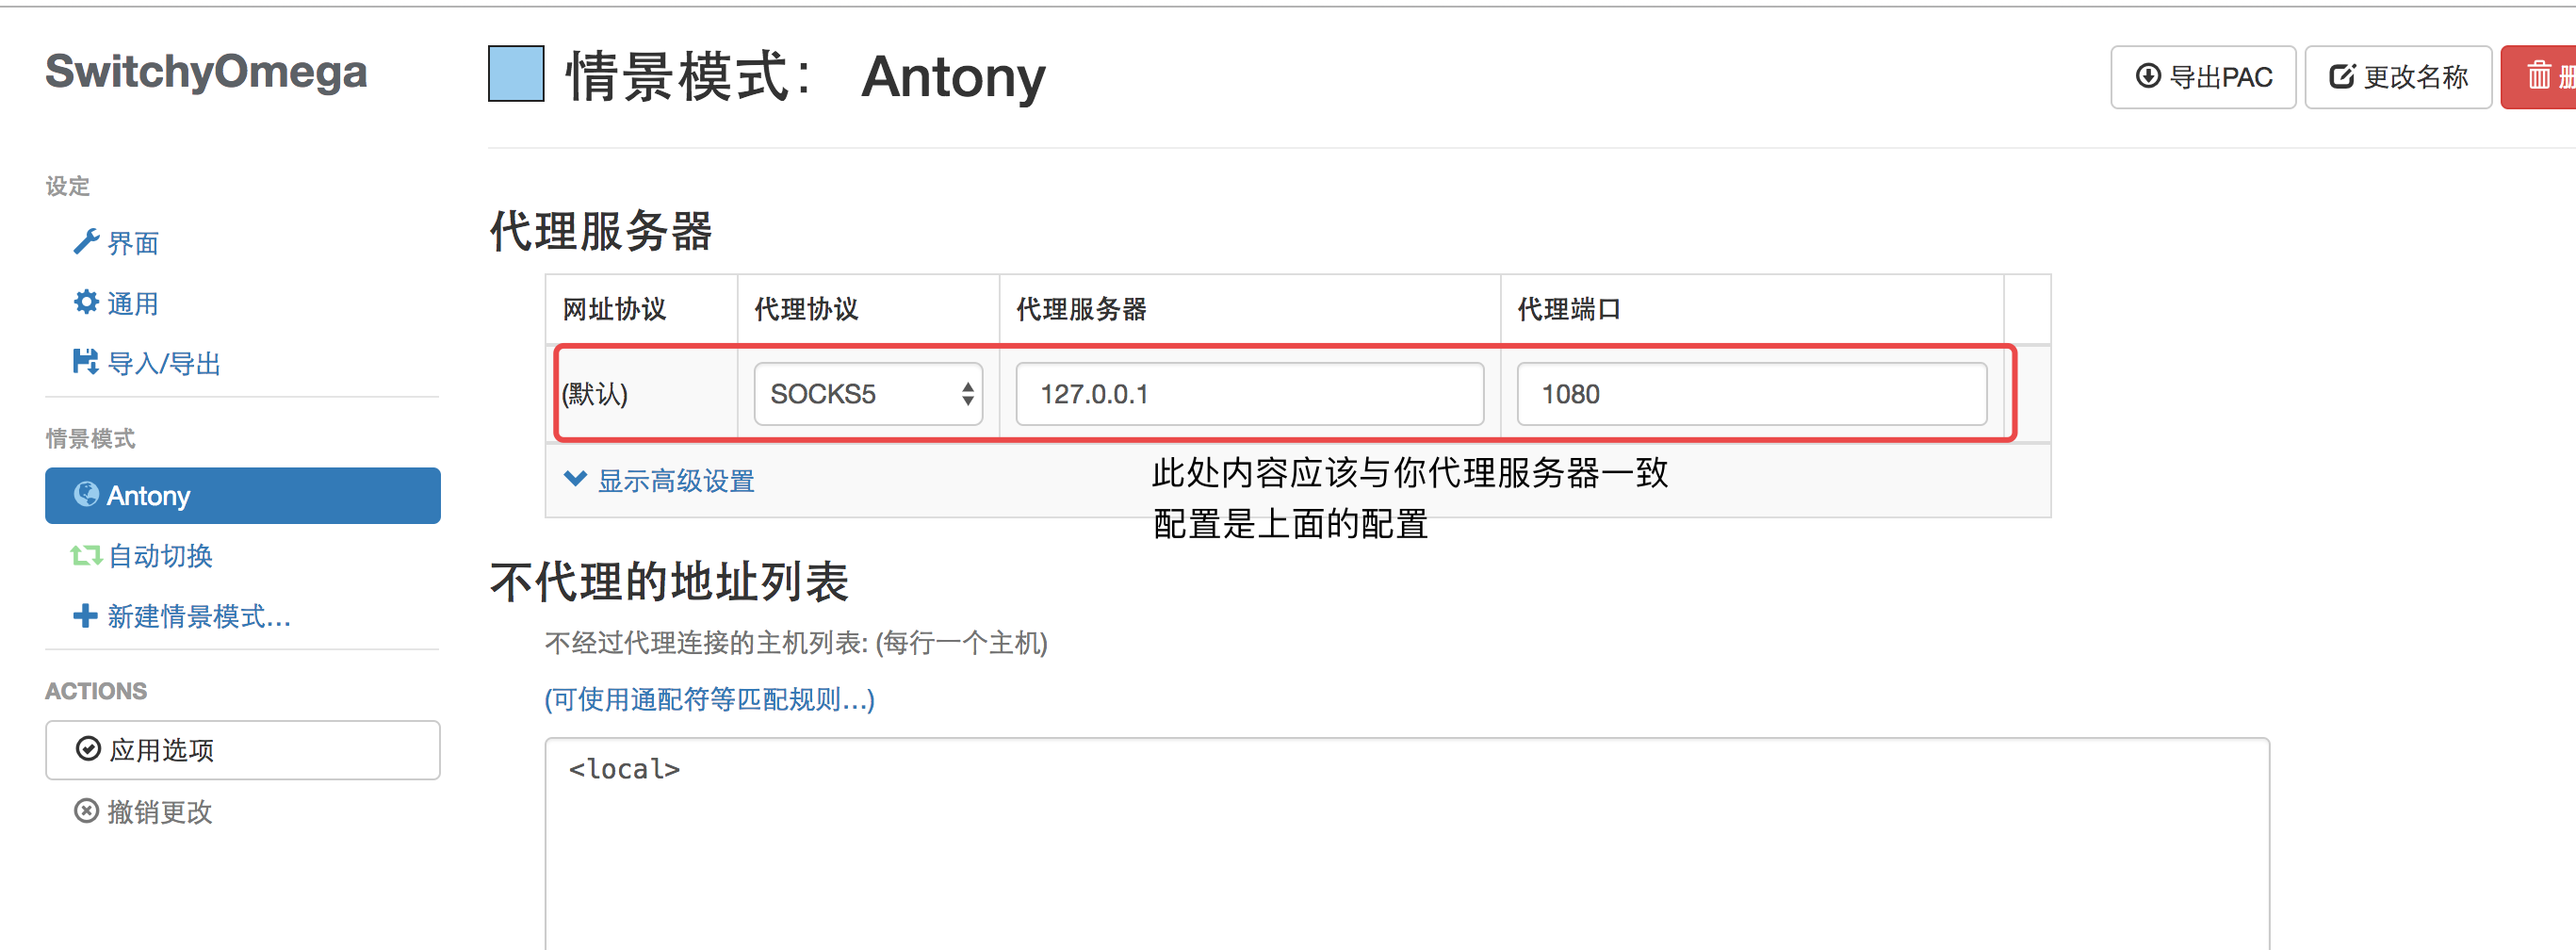 SwitchyOmega
情景模式： Antony
导出PAC
更改名称
设定
界面
通用
导入/导出
情景模式
Antony
自动切换
新建情景模式...
ACTIONS
应用选项
撤销更改
代理服务器
网址协议 代理协议 代理服务器 代理端口
(默认) SOCKS5 127.0.0.1 1080
显示高级设置
此处内容应该与你代理服务器一致
配置是上面的配置
不代理的地址列表
不经过代理连接的主机列表: (每行一个主机)
(可使用通配符等匹配规则...)
<local>